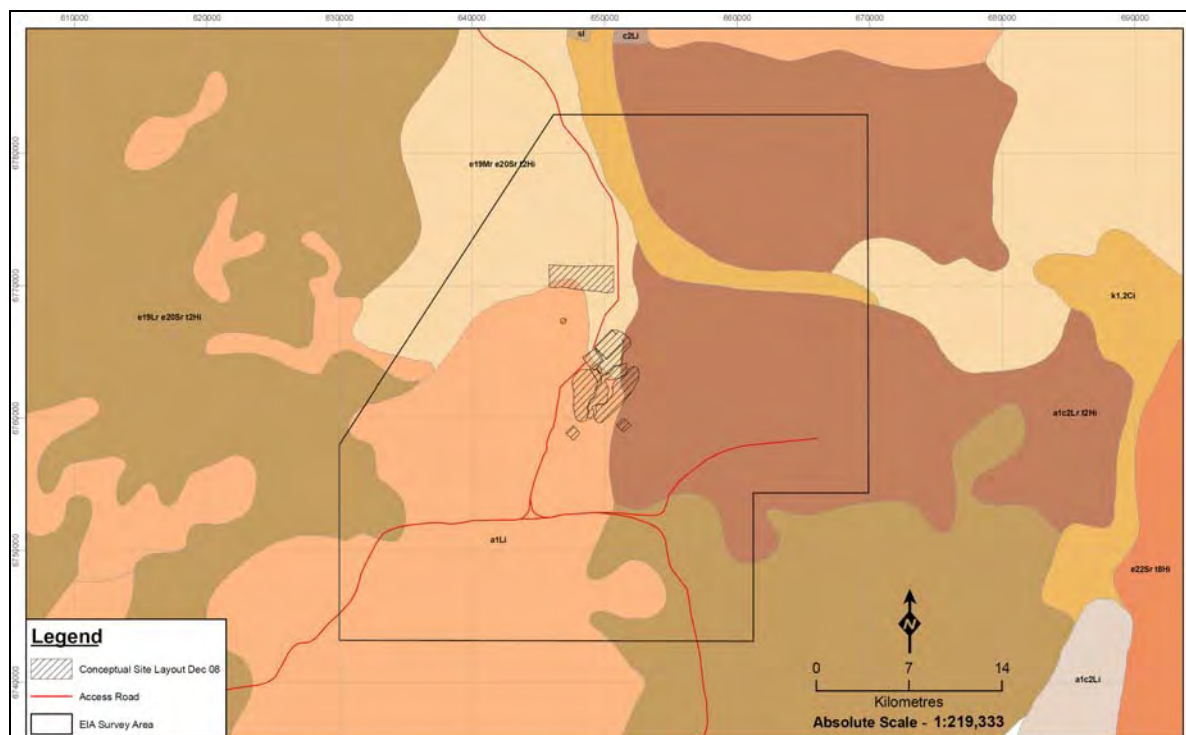 610000 620000 630000 640000 650000 660000 670000 680000 690000
sl
c2Li
6780000
e19Mr e20Sr t2Hi
6770000
k1,2Ci
e19Lr e20Sr t2Hi
6760000
a1c2Lr t2Hi
6750000
a1Li
e22Sr t8Hi
N
a1c2Li
6740000
Legend
Conceptual Site Layout Dec 08
Access Road
EIA Survey Area
0 7 14
Kilometres
Absolute Scale - 1:219,333